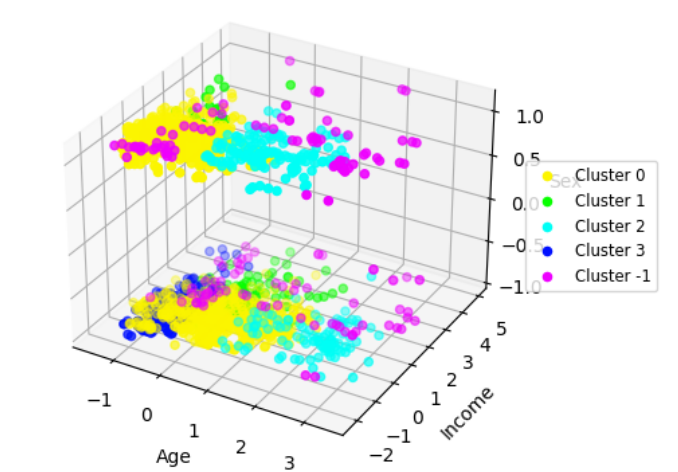 1.0
0.5
0.0
−0.5
−1.0
Sex
Cluster 0
Cluster 1
Cluster 2
Cluster 3
Cluster -1
−1
0
1
2
3
Age
−2
−1
0
1
2
3
4
5
Income